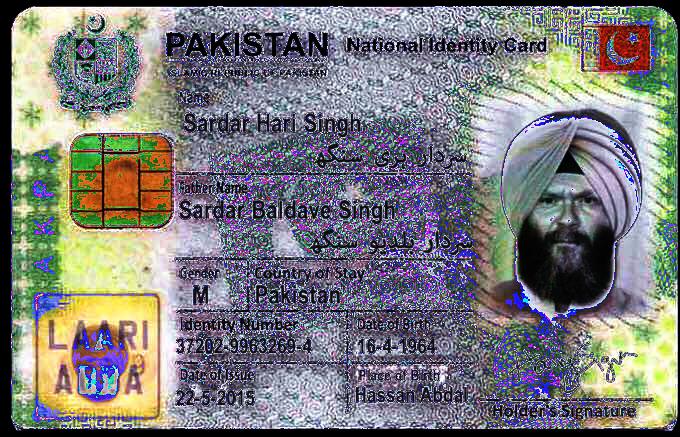 PAKISTAN National Identity Card
ISLAMIC REPUBLIC OF PAKISTAN
Name
Sardar Hari Singh
سردار ہری سنگھ
Father Name
Sardar Baldave Singh
سردار بلدیو سنگھ
Gender Country of Stay
M Pakistan
Identity Number Date of Birth
37202-9963269-4 16-4-1964
Date of Issue Place of Birth
22-5-2015 Hassan Abdal
Holder's Signature
LAARI